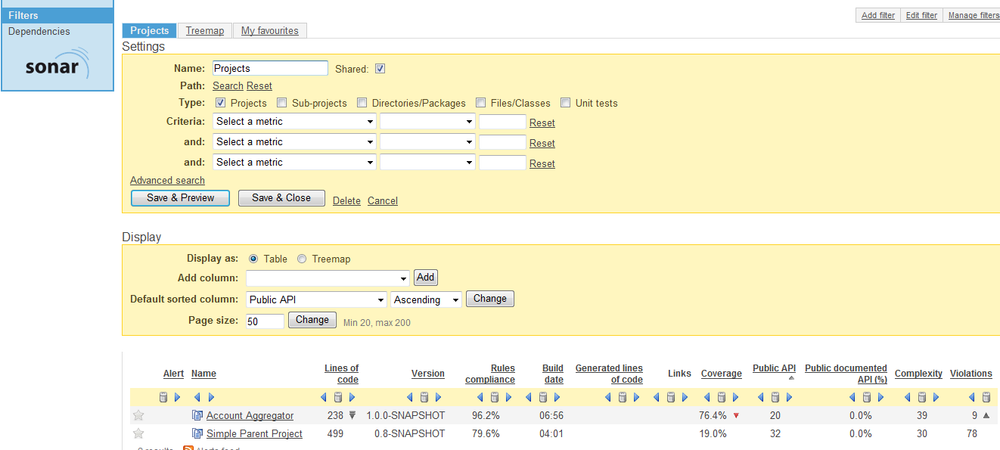 Filters
Dependencies
sonar
Add filter Edit filter Manage filters
Projects Treemap My favourites
Settings
Name: Projects Shared:
Path: Search Reset
Type: Projects Sub-projects Directories/Packages Files/Classes Unit tests
Criteria: Select a metric Reset
and: Select a metric Reset
and: Select a metric Reset
Advanced search
Save & Preview Save & Close Delete Cancel
Display
Display as: Table Treemap
Add column: Add
Default sorted column: Public API Ascending Change
Page size: 50 Change Min 20, max 200
Alert Name Lines of code Version Rules compliance Build date Generated lines of code Links Coverage Public API Public documented API (%) Complexity Violations
Account Aggregator 238 1.0.0-SNAPSHOT 96.2% 06:56 76.4% 20 0.0% 39 9
Simple Parent Project 499 0.8-SNAPSHOT 79.6% 04:01 19.0% 32 0.0% 30 78
results Alerts feed